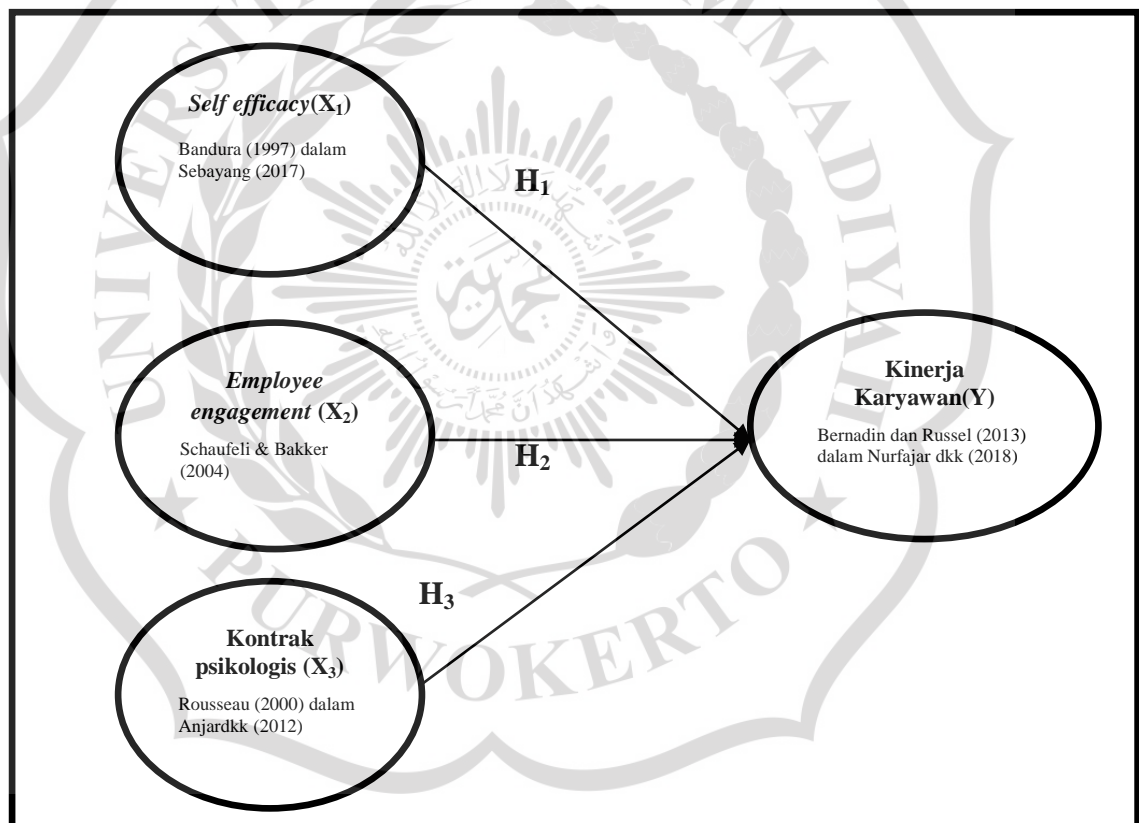 Self efficacy(X₁)
Bandura (1997) dalam
Sebayang (2017)
H₁
Employee
engagement (X₂)
Schaufeli & Bakker
(2004)
H₂
Kinerja
Karyawan(Y)
Bernadin dan Russel (2013)
dalam Nurfajar dkk (2018)
H₃
Kontrak
psikologis (X₃)
Rousseau (2000) dalam
Anjardkk (2012)
PURWOKERTO